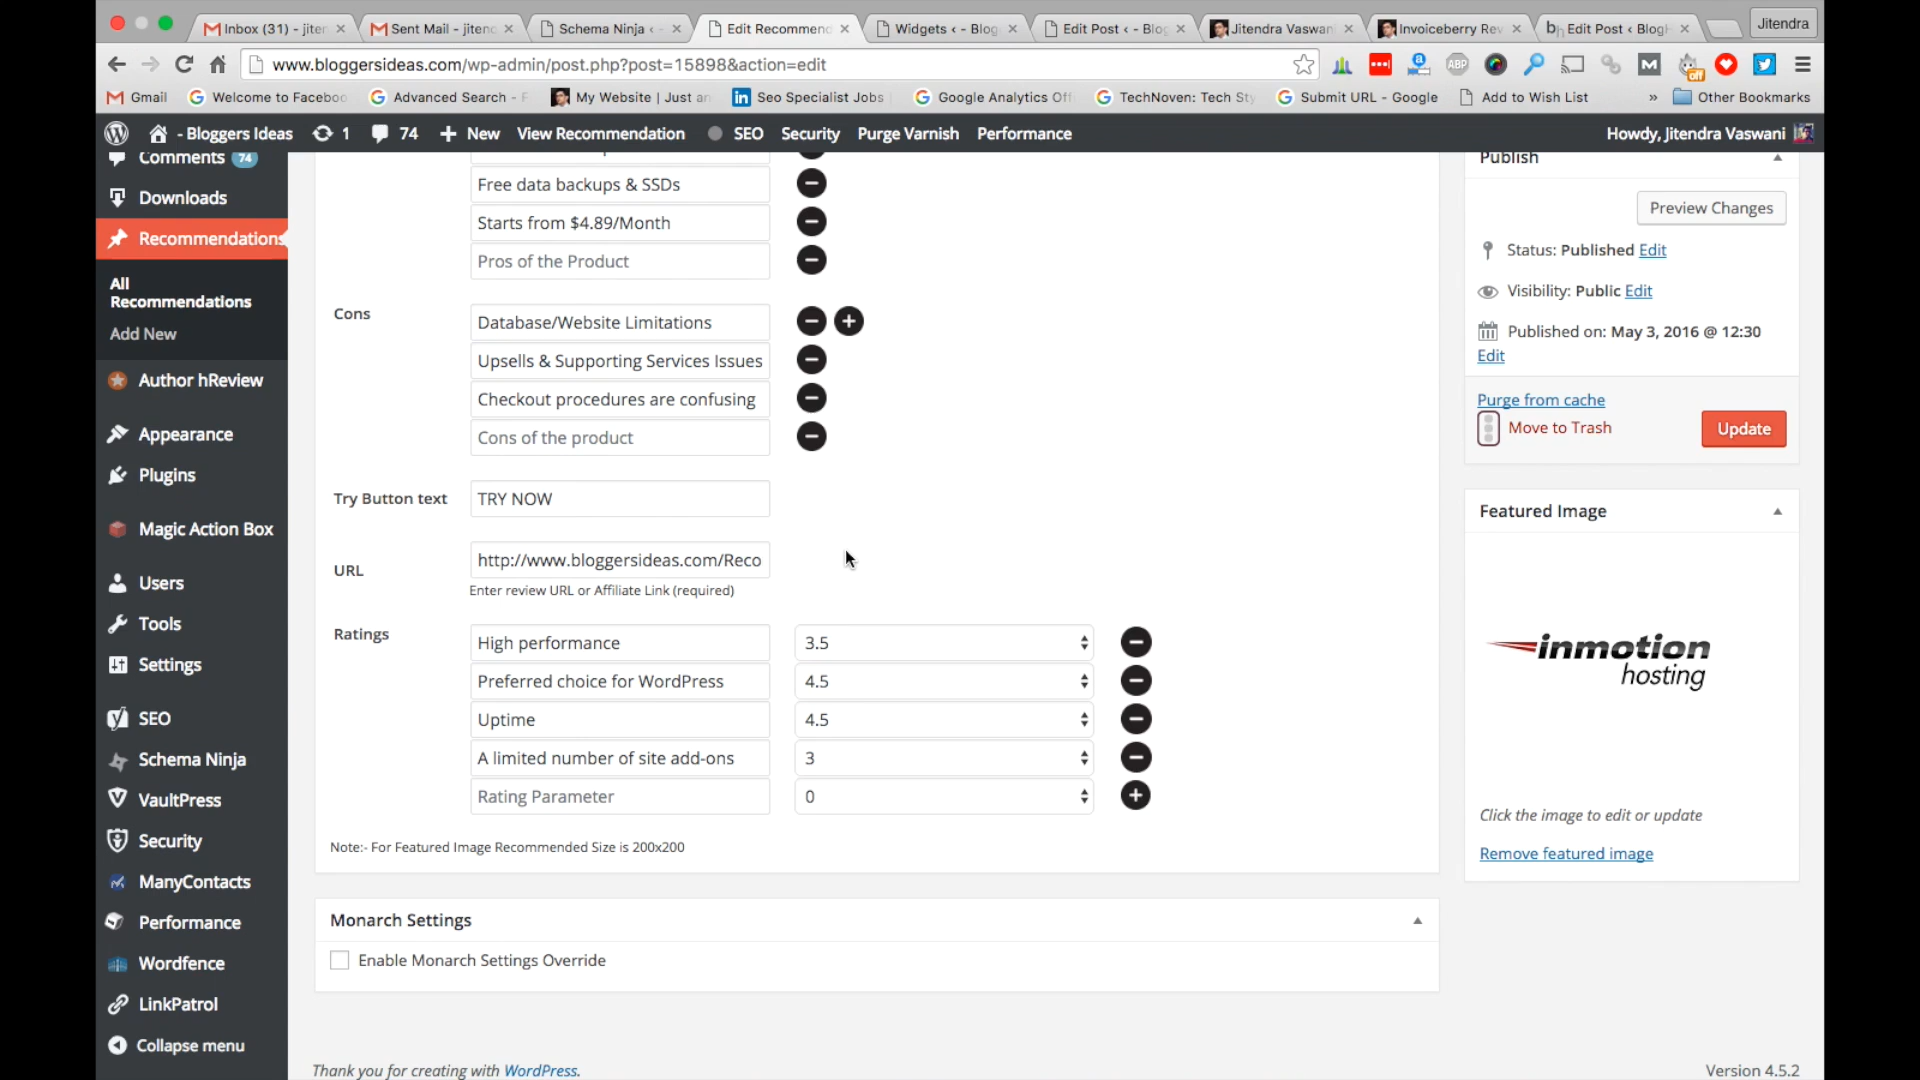 Inbox (31) - jiten
Sent Mail - jitend
Schema Ninja ‹ -
Edit Recommend
Widgets ‹ - Blog
Edit Post ‹ - Blog
Jitendra Vaswani
Invoiceberry Rev
Edit Post ‹ BlogH
Jitendra
www.bloggersideas.com/wp-admin/post.php?post=15898&action=edit
ABP
off
Gmail
Welcome to Faceboo
Advanced Search - F
My Website | Just an
Seo Specialist Jobs
Google Analytics Off
TechNoven: Tech Sty
Submit URL - Google
Add to Wish List
»
Other Bookmarks
- Bloggers Ideas
1
74
New
View Recommendation
SEO
Security
Purge Varnish
Performance
Howdy, Jitendra Vaswani
Comments 74
Downloads
Recommendations
All Recommendations
Add New
Author hReview
Appearance
Plugins
Magic Action Box
Users
Tools
Settings
SEO
Schema Ninja
VaultPress
Security
ManyContacts
Performance
Wordfence
LinkPatrol
Collapse menu
Free data backups & SSDs
Starts from $4.89/Month
Pros of the Product
Cons
Database/Website Limitations
Upsells & Supporting Services Issues
Checkout procedures are confusing
Cons of the product
Try Button text
TRY NOW
URL
http://www.bloggersideas.com/Reco
Enter review URL or Affiliate Link (required)
Ratings
High performance 3.5
Preferred choice for WordPress 4.5
Uptime 4.5
A limited number of site add-ons 3
Rating Parameter 0
Note:- For Featured Image Recommended Size is 200x200
Monarch Settings
Enable Monarch Settings Override
Thank you for creating with WordPress.
Publish
Preview Changes
Status: Published Edit
Visibility: Public Edit
Published on: May 3, 2016 @ 12:30
Edit
Purge from cache
Move to Trash
Update
Featured Image
inmotion
hosting
Click the image to edit or update
Remove featured image
Version 4.5.2